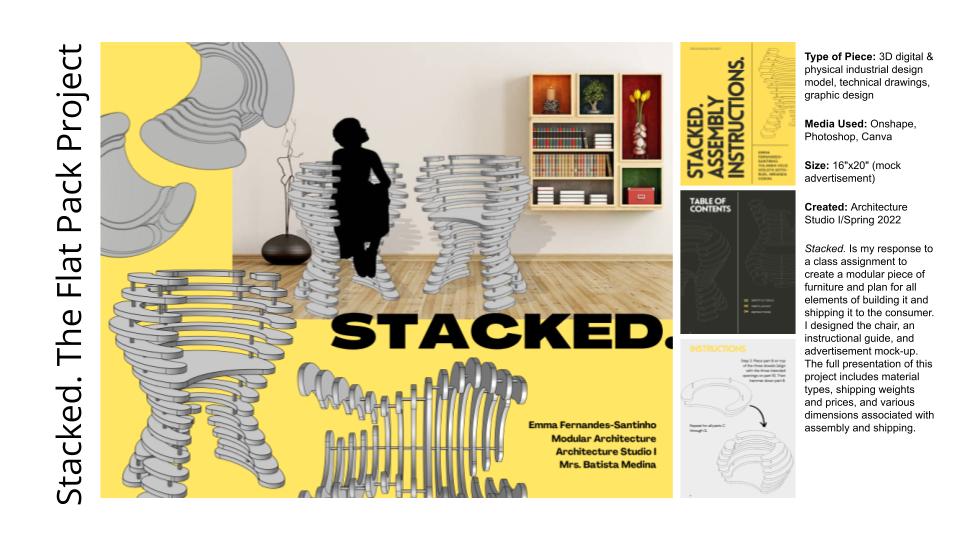 Stacked. The Flat Pack Project
STACKED.
Emma Fernandes-Santinho
Modular Architecture
Architecture Studio I
Mrs. Batista Medina
STACKED.
ASSEMBLY
INSTRUCTIONS.
TABLE OF
CONTENTS
INSTRUCTIONS
Type of Piece: 3D digital &
physical industrial design
model, technical drawings,
graphic design
Media Used: Onshape,
Photoshop, Canva
Size: 16"x20" (mock
advertisement)
Created: Architecture
Studio I/Spring 2022
Stacked. Is my response to
a class assignment to
create a modular piece of
furniture and plan for all
elements of building it and
shipping it to the consumer.
I designed the chair, an
instructional guide, and
advertisement mock-up.
The full presentation of this
project includes material
types, shipping weights
and prices, and various
dimensions associated with
assembly and shipping.